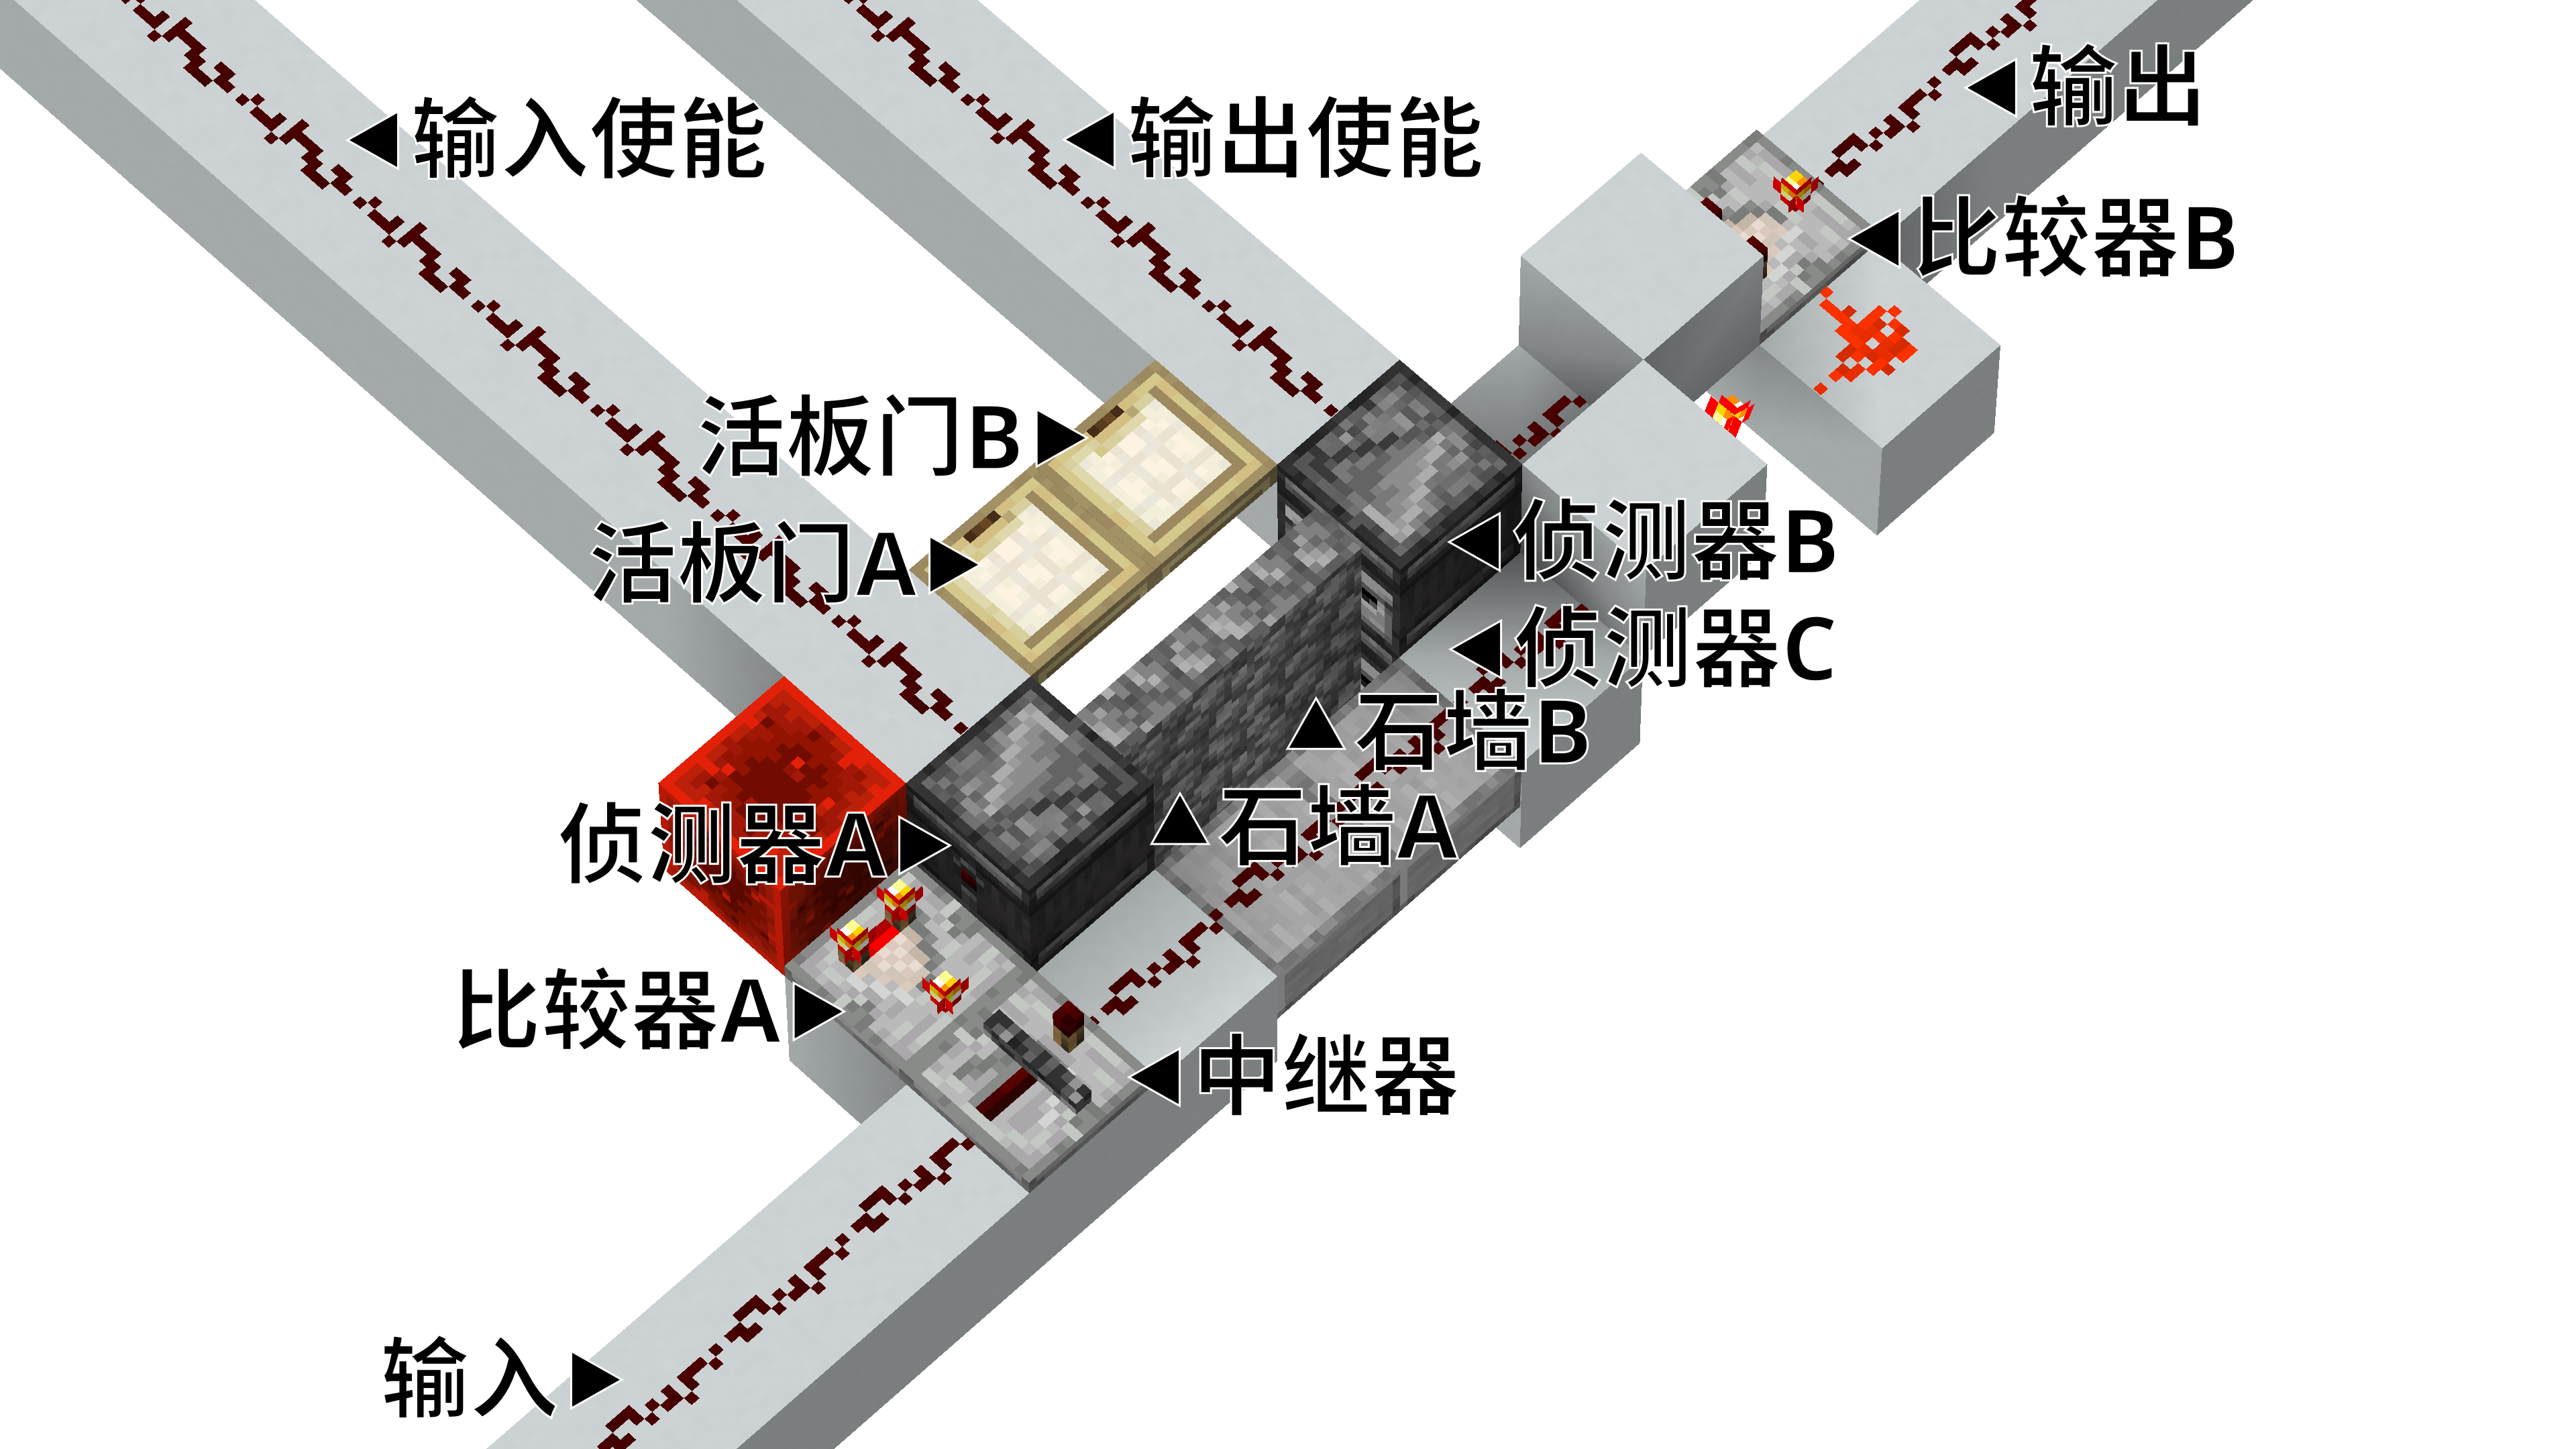 输出
输入使能
输出使能
比较器B
活板门B
侦测器B
活板门A
侦测器C
石墙B
石墙A
侦测器A
比较器A
中继器
输入